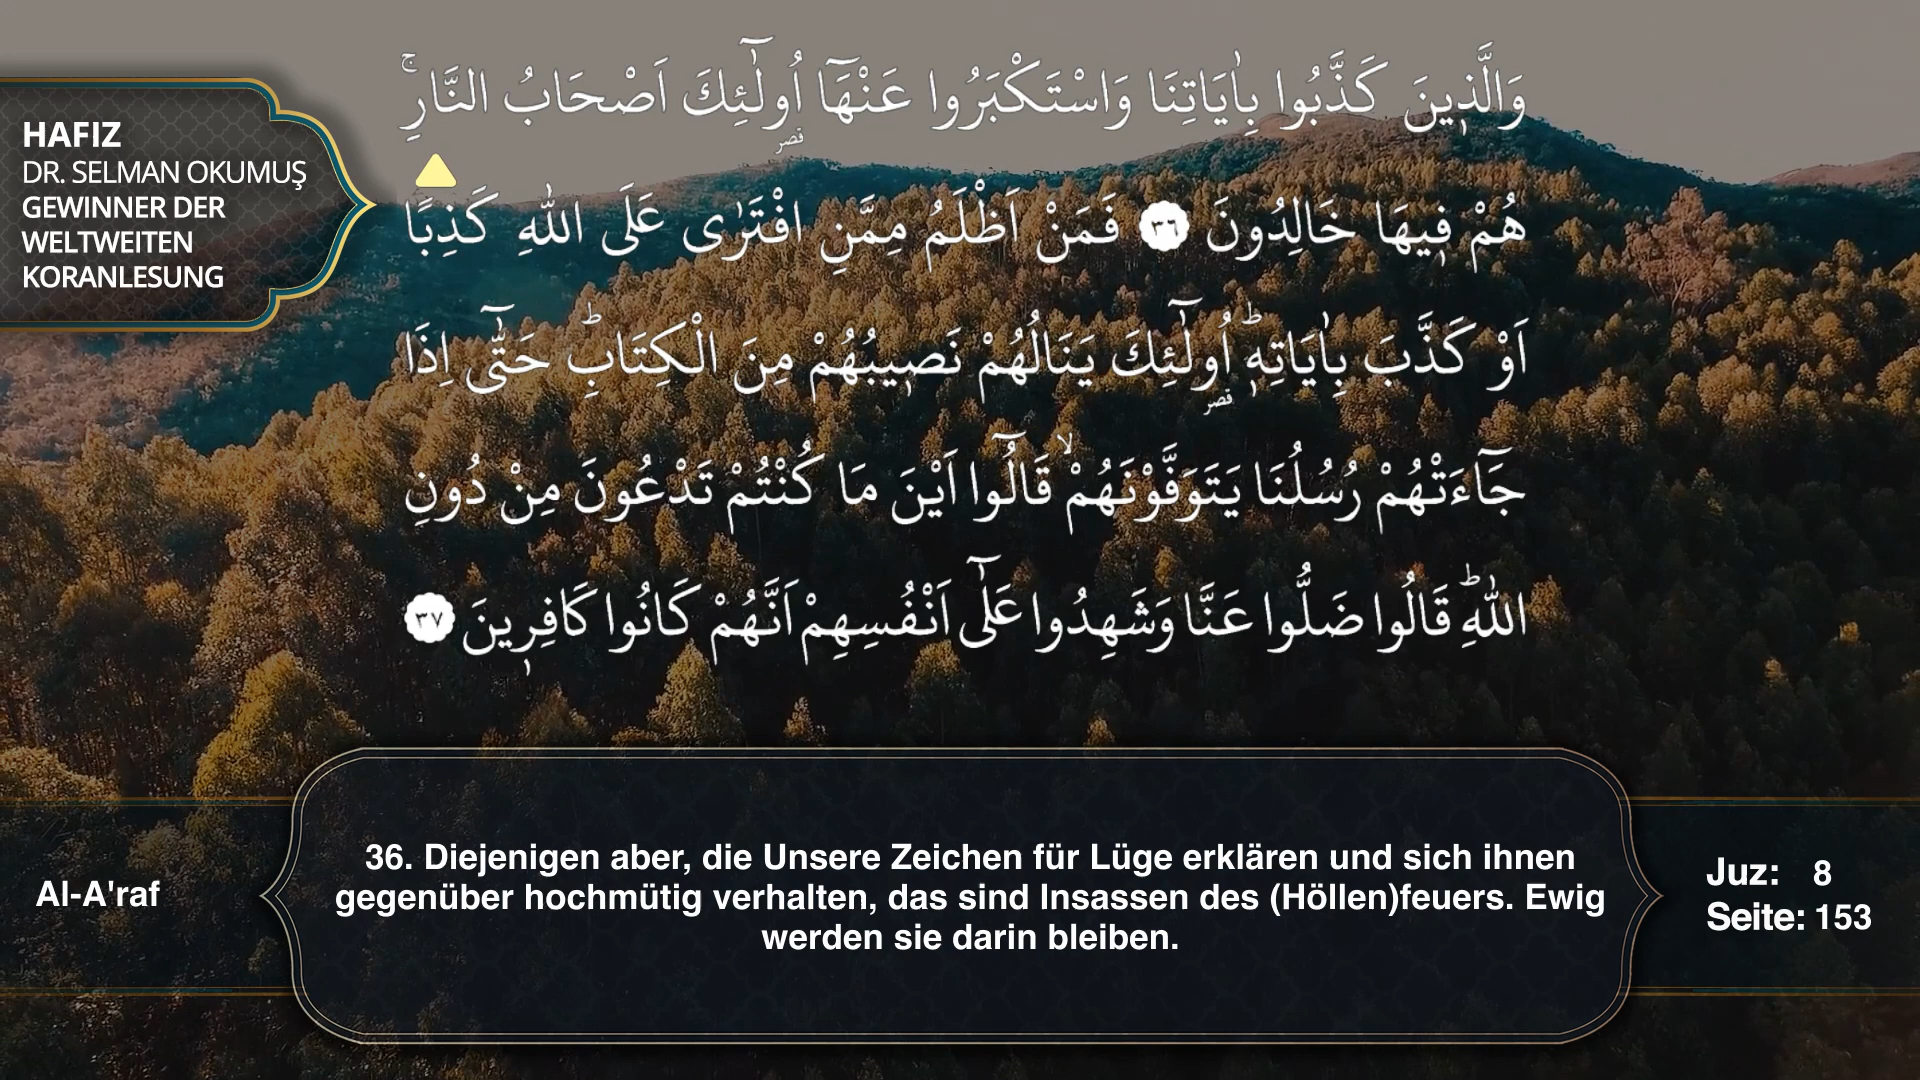 وَالَّذ۪ينَ كَذَّبُوا بِاٰيَاتِنَا وَاسْتَكْبَرُوا عَنْهَٓا اُو۬لٰٓئِكَ اَصْحَابُ النَّارِۚ
قصر
هُمْ ف۪يهَا خَالِدُونَ ﴿٣٦﴾ فَمَنْ اَظْلَمُ مِمَّنِ افْتَرٰى عَلَى اللّٰهِ كَذِبًا
اَوْ كَذَّبَ بِاٰيَاتِه۪ۜ اُو۬لٰٓئِكَ يَنَالُهُمْ نَص۪يبُهُمْ مِنَ الْكِتَابِۜ حَتّٰٓى اِذَا
قصر
جَٓاءَتْهُمْ رُسُلُنَا يَتَوَفَّوْنَهُمْۙ قَالُٓوا اَيْنَ مَا كُنْتُمْ تَدْعُونَ مِنْ دُونِ
اللّٰهِۜ قَالُوا ضَلُّوا عَنَّا وَشَهِدُوا عَلٰٓى اَنْفُسِهِمْ اَنَّهُمْ كَانُوا كَافِر۪ينَ ﴿٣٧﴾
HAFIZ
DR. SELMAN OKUMUŞ
GEWINNER DER
WELTWEITEN
KORANLESUNG
36. Diejenigen aber, die Unsere Zeichen für Lüge erklären und sich ihnen
gegenüber hochmütig verhalten, das sind Insassen des (Höllen)feuers. Ewig
werden sie darin bleiben.
Al-A'raf
Juz: 8
Seite: 153